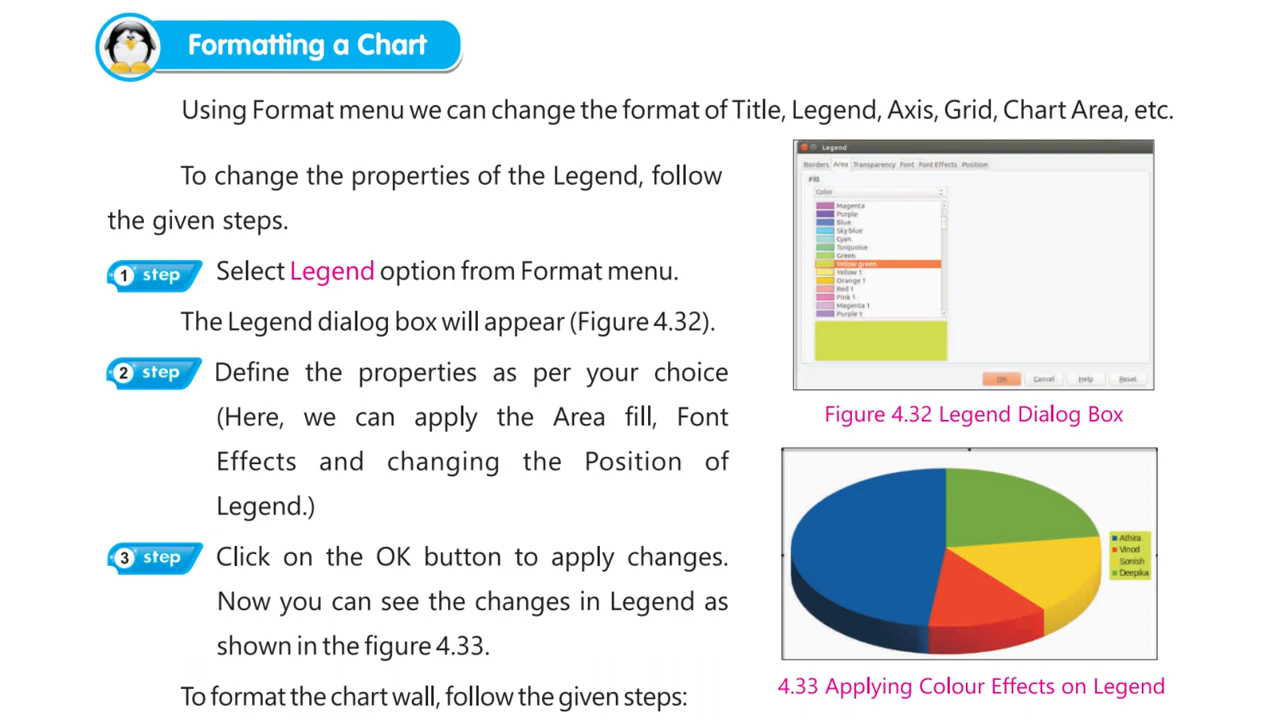 Formatting a Chart
Using Format menu we can change the format of Title, Legend, Axis, Grid, Chart Area, etc.
To change the properties of the Legend, follow
the given steps.
1 step Select Legend option from Format menu.
The Legend dialog box will appear (Figure 4.32).
2 step Define the properties as per your choice
(Here, we can apply the Area fill, Font
Effects and changing the Position of
Legend.)
3 step Click on the OK button to apply changes.
Now you can see the changes in Legend as
shown in the figure 4.33.
To format the chart wall, follow the given steps:
Legend
Borders Area Transparency Font Font Effects Position
Fill
Color
Magenta
Purple
Blue
Sky blue
Cyan
Turquoise
Green
Yellow green
Yellow 1
Orange 1
Red 1
Pink 1
Magenta 1
Purple 1
OK Cancel Help Reset
Figure 4.32 Legend Dialog Box
Athira
Vinod
Sonish
Deepika
4.33 Applying Colour Effects on Legend